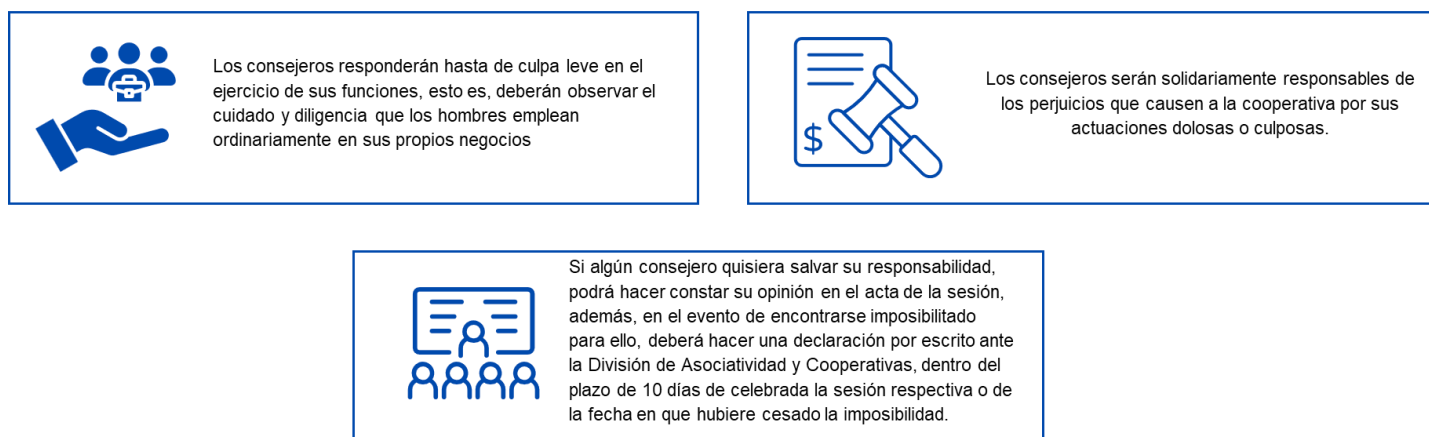 Los consejeros responderán hasta de culpa leve en el
ejercicio de sus funciones, esto es, deberán observar el
cuidado y diligencia que los hombres emplean
ordinariamente en sus propios negocios
$
Los consejeros serán solidariamente responsables de
los perjuicios que causen a la cooperativa por sus
actuaciones dolosas o culposas.
Si algún consejero quisiera salvar su responsabilidad,
podrá hacer constar su opinión en el acta de la sesión,
además, en el evento de encontrarse imposibilitado
para ello, deberá hacer una declaración por escrito ante
la División de Asociatividad y Cooperativas, dentro del
plazo de 10 días de celebrada la sesión respectiva o de
la fecha en que hubiere cesado la imposibilidad.